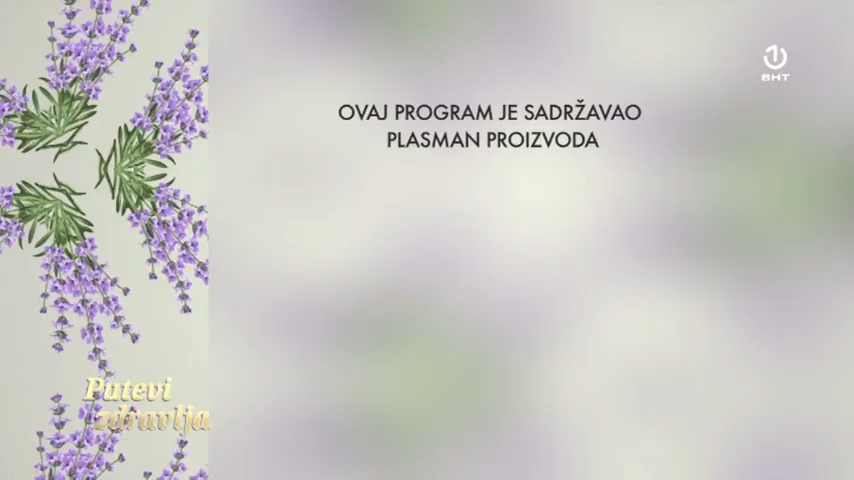 BHT
OVAJ PROGRAM JE SADRŽAVAO
PLASMAN PROIZVODA
Putevi
zdravlja